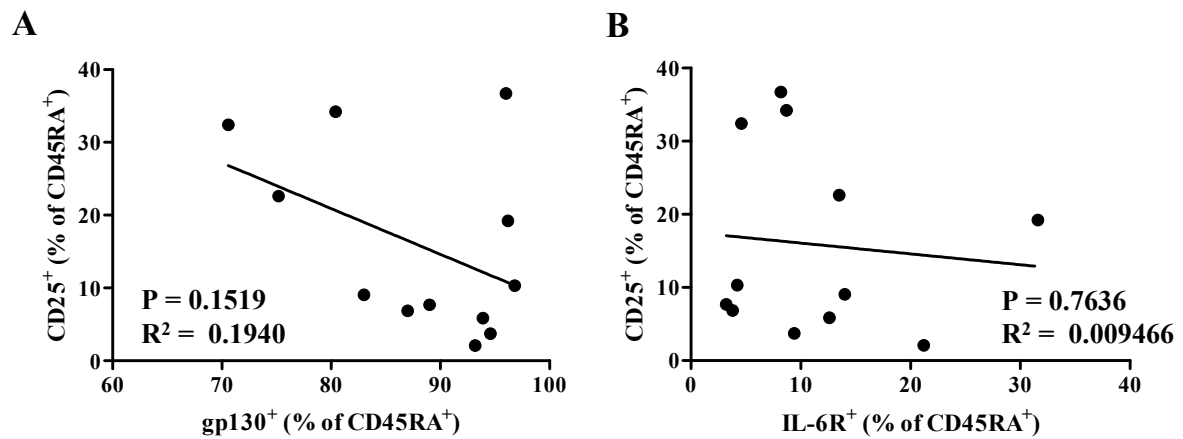 A
CD25⁺ (% of CD45RA⁺)
40
30
20
10
0
P = 0.1519
R² = 0.1940
60
70
80
90
100
gp130⁺ (% of CD45RA⁺)
B
CD25⁺ (% of CD45RA⁺)
40
30
20
10
0
P = 0.7636
R² = 0.009466
0
10
20
30
40
IL-6R⁺ (% of CD45RA⁺)